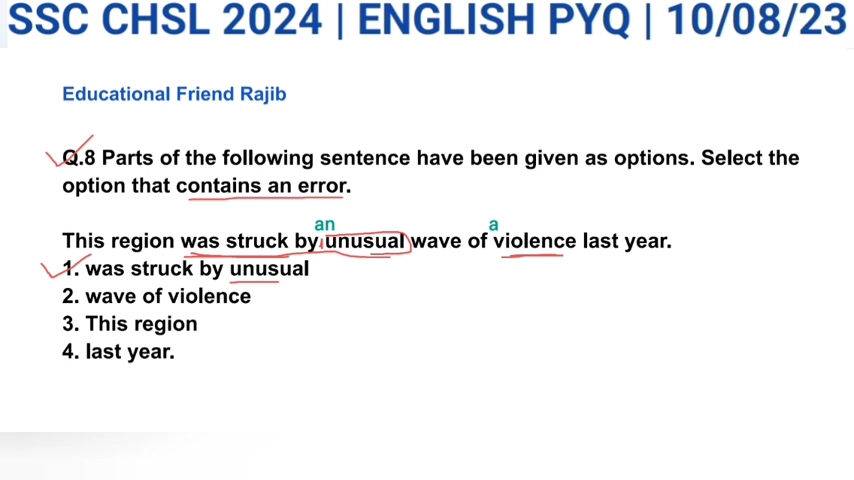 SSC CHSL 2024 | ENGLISH PYQ | 10/08/23
Educational Friend Rajib
Q.8 Parts of the following sentence have been given as options. Select the
option that contains an error.
an a
This region was struck by unusual wave of violence last year.
1. was struck by unusual
2. wave of violence
3. This region
4. last year.